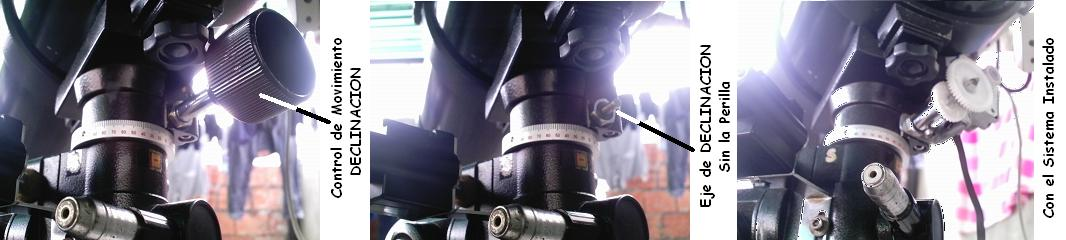 Control de Movimiento
DECLINACION
Eje de DECLINACION
Sin la Perilla
Con el Sistema Instalado
S